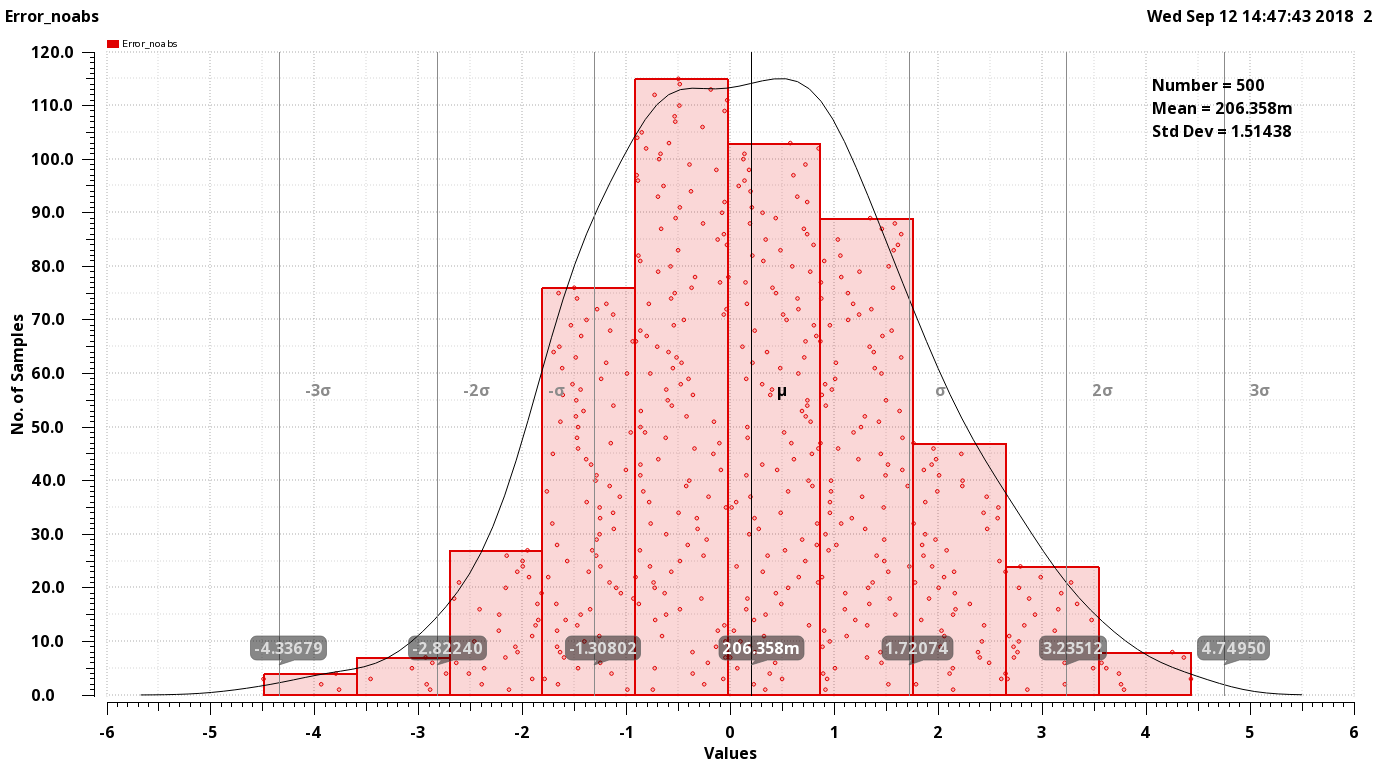 Error_noabs
Wed Sep 12 14:47:43 2018 2
Error_noabs
Number = 500
Mean = 206.358m
Std Dev = 1.51438
No. of Samples
120.0
110.0
100.0
90.0
80.0
70.0
60.0
50.0
40.0
30.0
20.0
10.0
0.0
-3σ -2σ -σ μ σ 2σ 3σ
-4.33679 -2.82240 -1.30802 206.358m 1.72074 3.23512 4.74950
-6 -5 -4 -3 -2 -1 0 1 2 3 4 5 6
Values